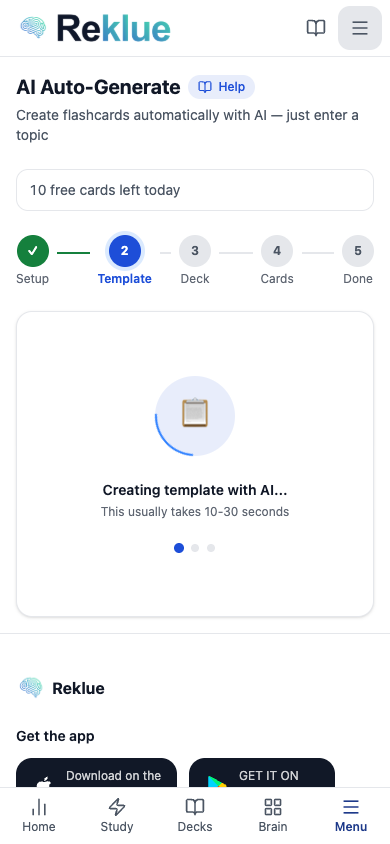 Reklue
AI Auto-Generate
Help
Create flashcards automatically with AI — just enter a
topic
10 free cards left today
2
3
4
5
Setup
Template
Deck
Cards
Done
Creating template with AI...
This usually takes 10-30 seconds
Reklue
Get the app
Download on the
GET IT ON
Home
Study
Decks
Brain
Menu